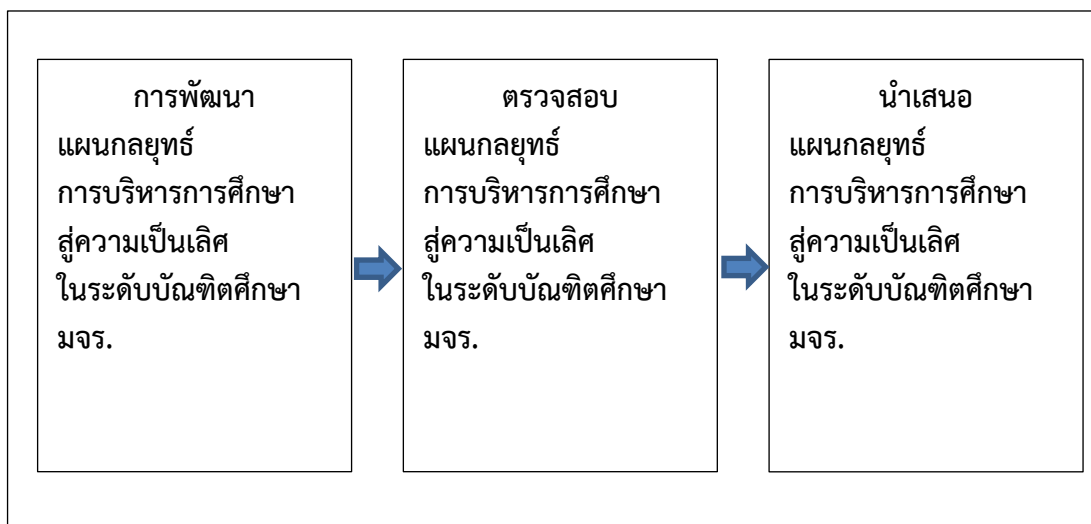 การพัฒนา
แผนกลยุทธ์
การบริหารการศึกษา
สู่ความเป็นเลิศ
ในระดับบัณฑิตศึกษา
มจร.
ตรวจสอบ
แผนกลยุทธ์
การบริหารการศึกษา
สู่ความเป็นเลิศ
ในระดับบัณฑิตศึกษา
มจร.
นำเสนอ
แผนกลยุทธ์
การบริหารการศึกษา
สู่ความเป็นเลิศ
ในระดับบัณฑิตศึกษา
มจร.